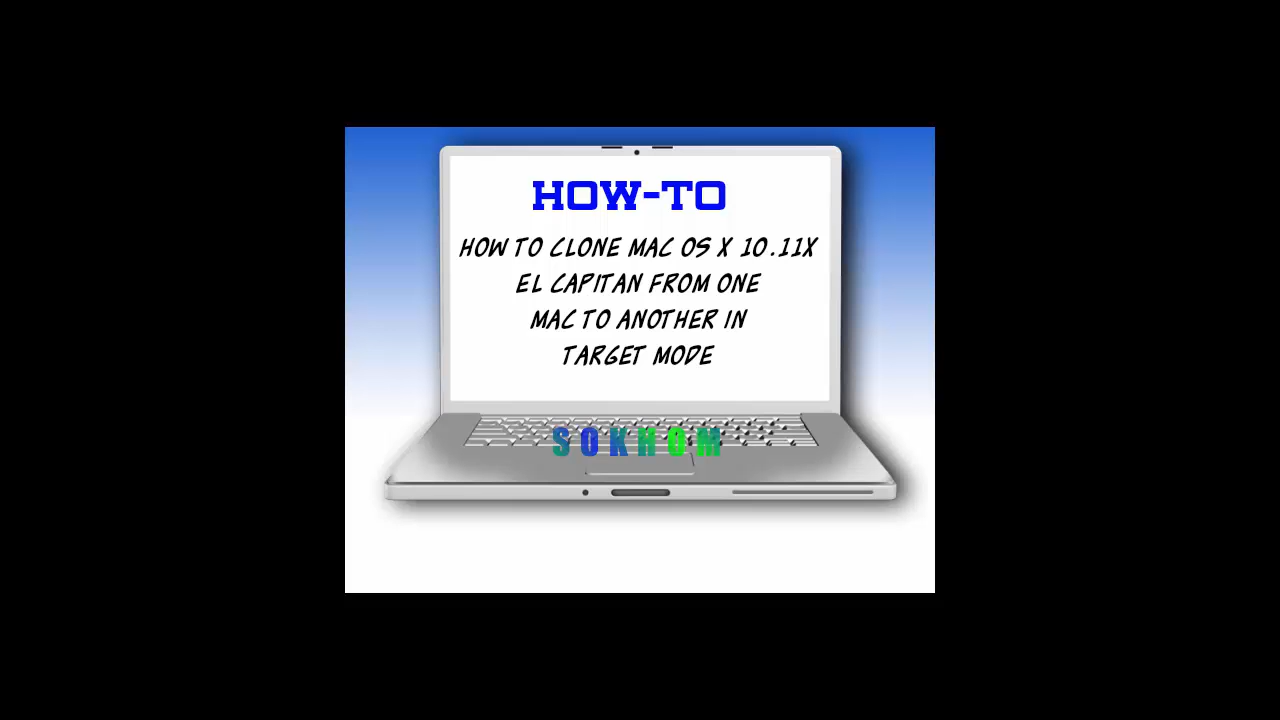 HOW-TO
HOW TO CLONE MAC OS X 10.11X
EL CAPITAN FROM ONE
MAC TO ANOTHER IN
TARGET MODE
SOKHOM